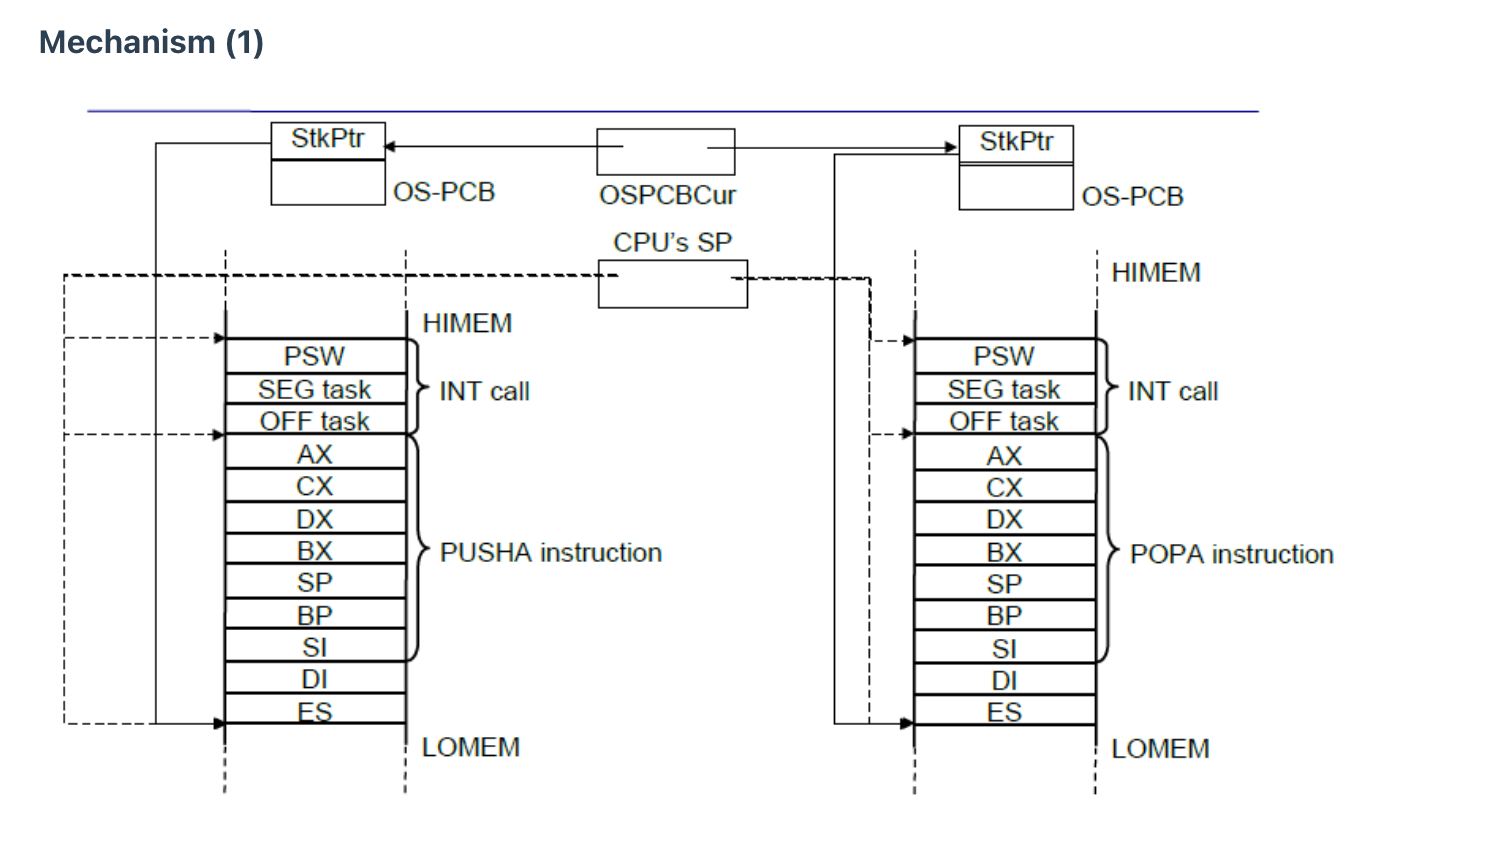 Mechanism (1)
StkPtr
OS-PCB
OSPCBCur
StkPtr
OS-PCB
CPU's SP
HIMEM
HIMEM
PSW
SEG task
OFF task
INT call
AX
CX
DX
BX
SP
BP
SI
DI
ES
PUSHA instruction
LOMEM
PSW
SEG task
OFF task
INT call
AX
CX
DX
BX
SP
BP
SI
DI
ES
POPA instruction
LOMEM